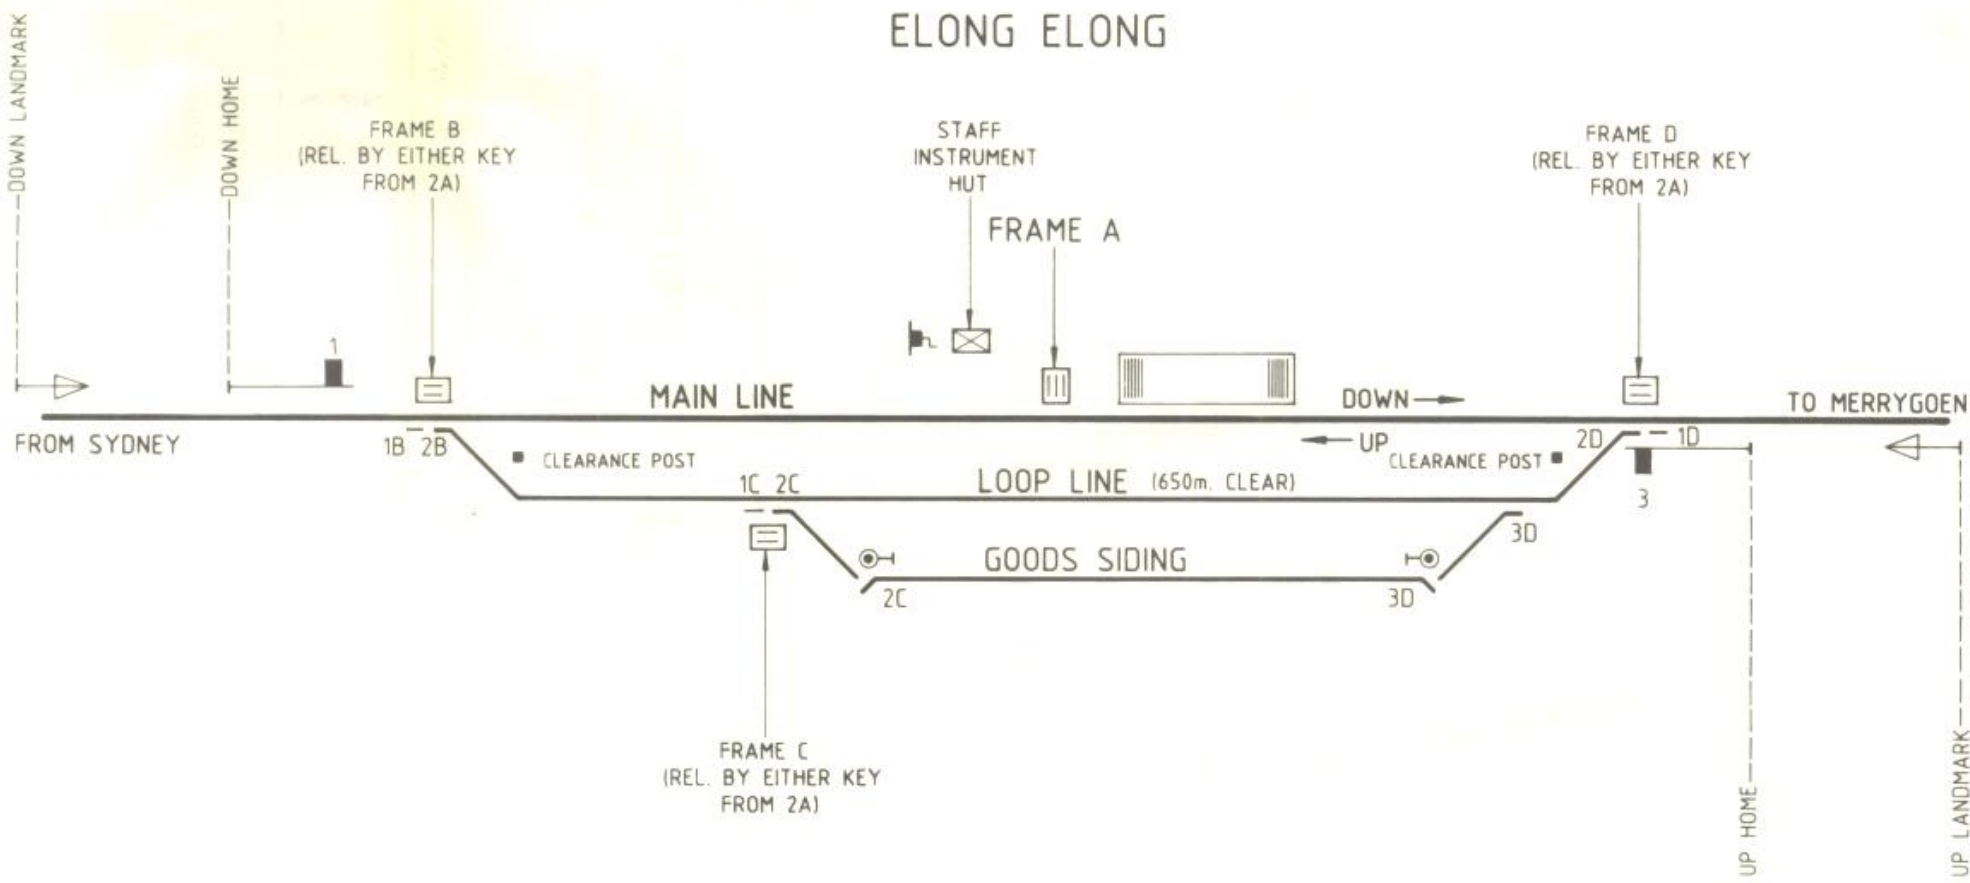 ELONG ELONG
DOWN LANDMARK
DOWN HOME
FRAME B
(REL. BY EITHER KEY
FROM 2A)
STAFF
INSTRUMENT
HUT
FRAME A
FRAME D
(REL. BY EITHER KEY
FROM 2A)
1
MAIN LINE
DOWN
TO MERRYGOEN
FROM SYDNEY
1B 2B
CLEARANCE POST
UP
CLEARANCE POST
2D
1D
1C 2C
LOOP LINE (650m. CLEAR)
3
3D
GOODS SIDING
2C
3D
FRAME C
(REL. BY EITHER KEY
FROM 2A)
UP HOME
UP LANDMARK